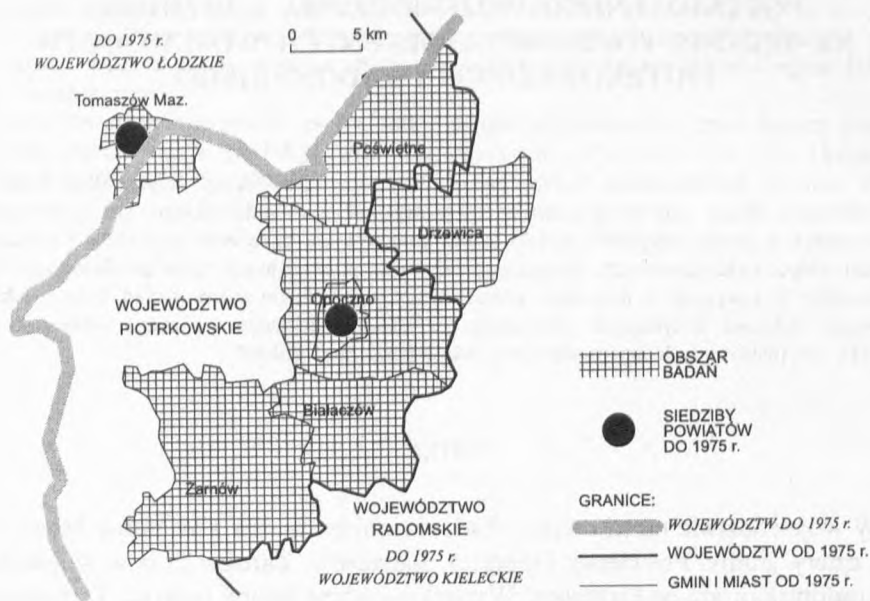 DO 1975 r.
WOJEWÓDZTWO ŁÓDZKIE
0 5 km
Tomaszów Maz.
Poświętne
Drzewica
WOJEWÓDZTWO
PIOTRKOWSKIE
Opoczno
Białaczów
Żarnów
WOJEWÓDZTWO
RADOMSKIE
DO 1975 r.
WOJEWÓDZTWO KIELECKIE
OBSZAR
BADAŃ
SIEDZIBY
POWIATÓW
DO 1975 r.
GRANICE:
WOJEWÓDZTW DO 1975 r.
WOJEWÓDZTW OD 1975 r.
GMIN I MIAST OD 1975 r.